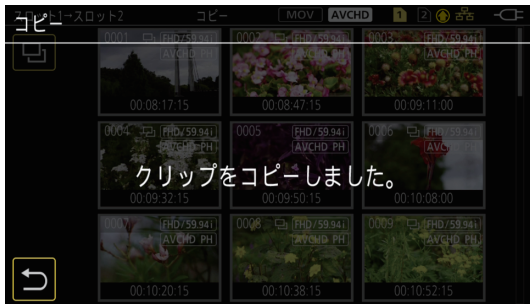 スロット1→スロット2 コピー MOV AVCHD 1 2
コピー
0001 FHD/59.94i AVCHD PH 00:08:17:15
0002 FHD/59.94i AVCHD PH 00:08:47:15
0003 FHD/59.94i AVCHD PH 00:09:11:00
0004 FHD/59.94i AVCHD PH 00:09:32:15
0005 FHD/59.94i AVCHD PH 00:09:50:15
0006 FHD/59.94i AVCHD PH 00:10:08:00
クリップをコピーしました。
0007 FHD/59.94i AVCHD PH 00:10:20:15
0008 FHD/59.94i AVCHD PH 00:10:38:15
0009 FHD/59.94i AVCHD PH 00:10:52:15